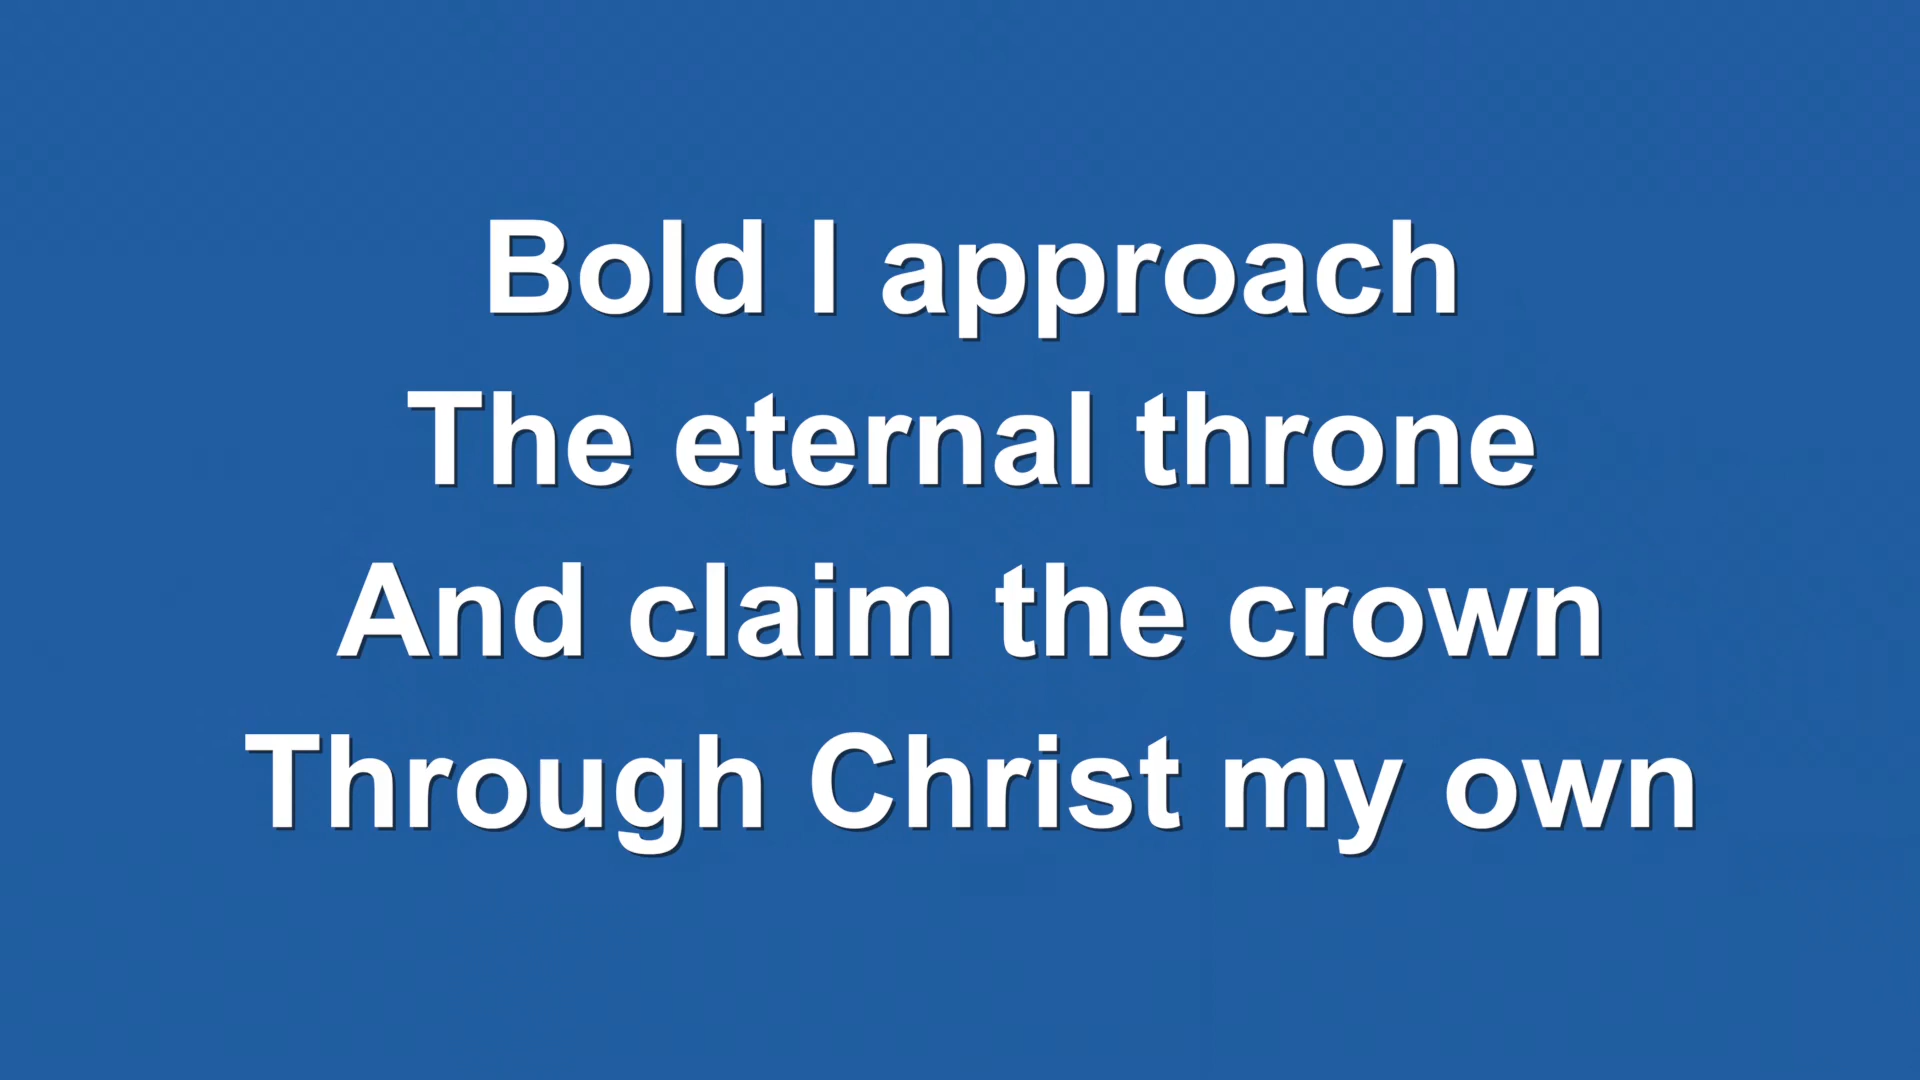 Bold I approach
The eternal throne
And claim the crown
Through Christ my own